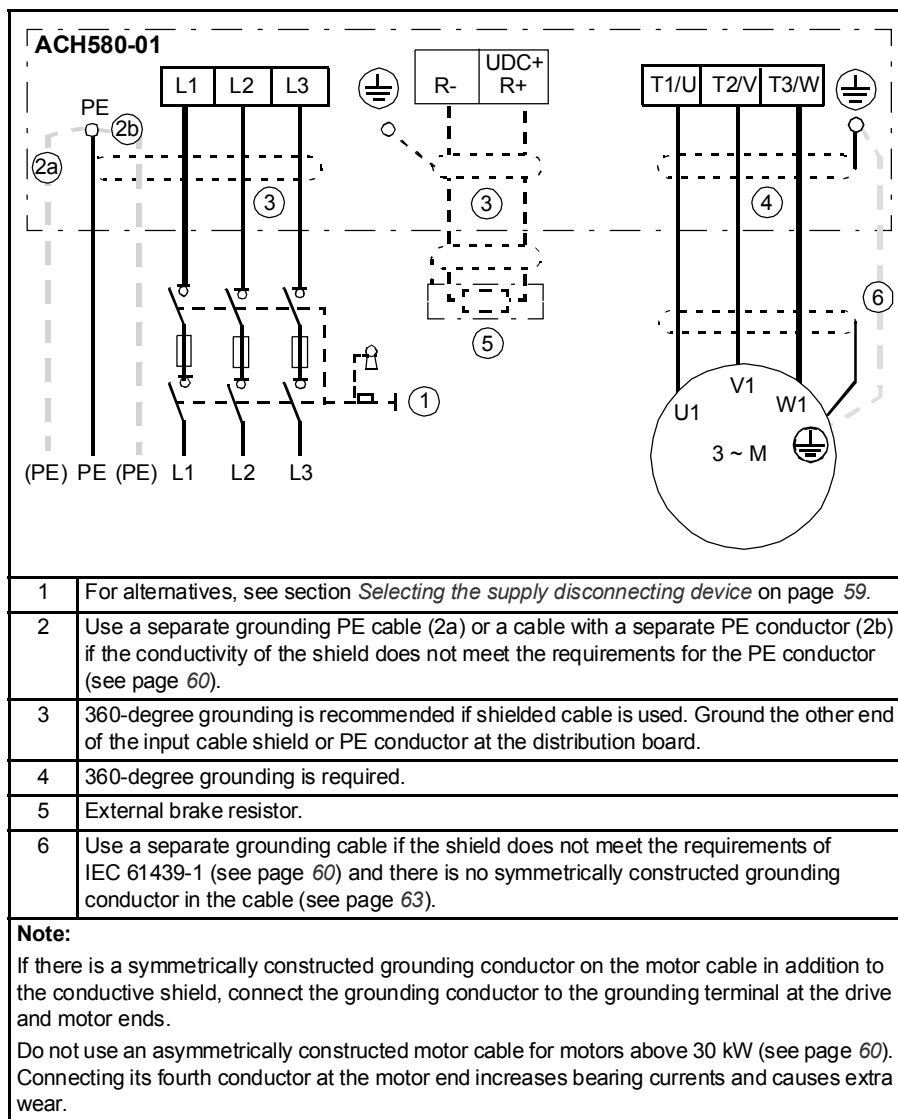 ACH580-01
L1 L2 L3
R- UDC+
R+
T1/U T2/V T3/W
PE
2b
2a
3
3
4
6
5
1
U1 V1 W1
3 ~ M
(PE) PE (PE) L1 L2 L3
1 For alternatives, see section Selecting the supply disconnecting device on page 59.
2 Use a separate grounding PE cable (2a) or a cable with a separate PE conductor (2b)
if the conductivity of the shield does not meet the requirements for the PE conductor
(see page 60).
3 360-degree grounding is recommended if shielded cable is used. Ground the other end
of the input cable shield or PE conductor at the distribution board.
4 360-degree grounding is required.
5 External brake resistor.
6 Use a separate grounding cable if the shield does not meet the requirements of
IEC 61439-1 (see page 60) and there is no symmetrically constructed grounding
conductor in the cable (see page 63).
Note:
If there is a symmetrically constructed grounding conductor on the motor cable in addition to
the conductive shield, connect the grounding conductor to the grounding terminal at the drive
and motor ends.
Do not use an asymmetrically constructed motor cable for motors above 30 kW (see page 60).
Connecting its fourth conductor at the motor end increases bearing currents and causes extra
wear.